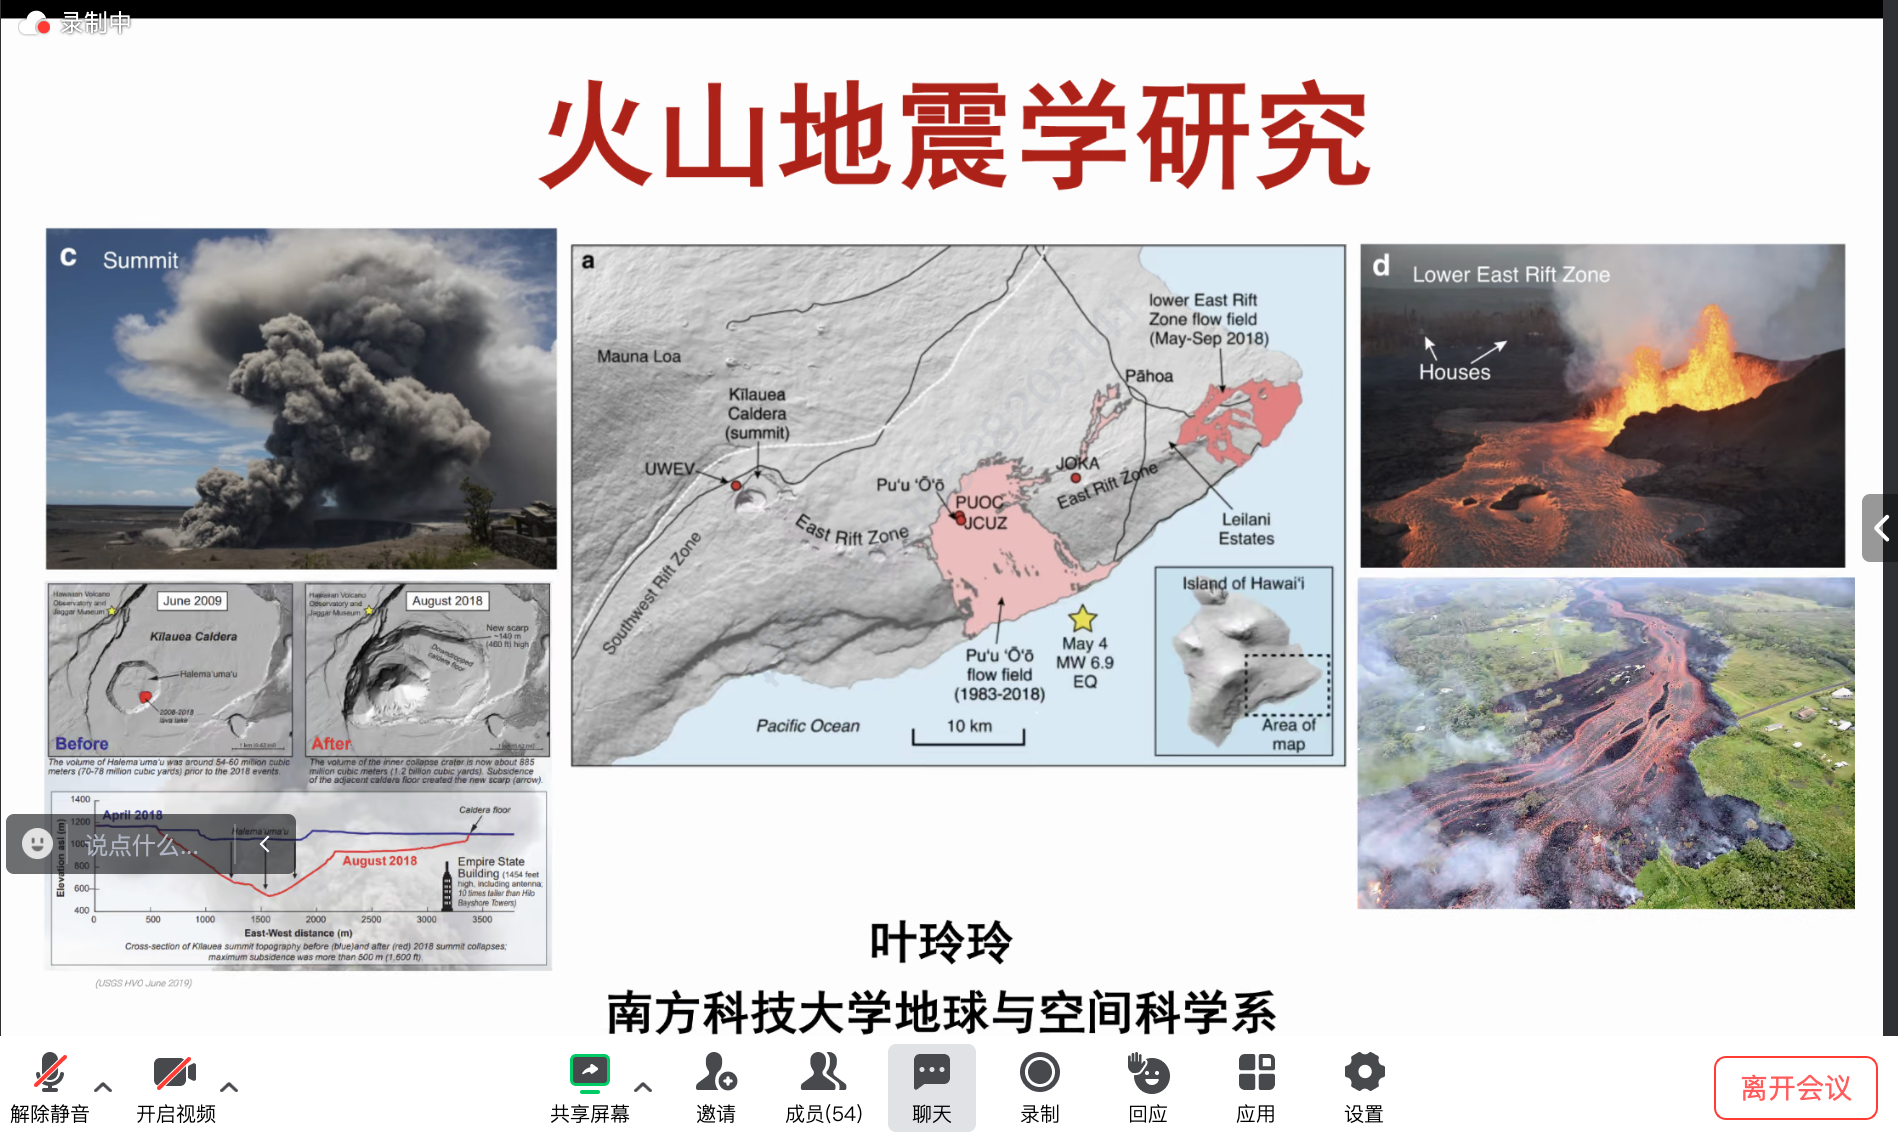 录制中
火山地震学研究
c Summit
a
Mauna Loa
Kīlauea
Caldera
(summit)
UWEV
Southwest Rift Zone
East Rift Zone
Pu‘u ‘Ō‘ō
PUOC
JCUZ
JOKA
East Rift Zone
Pāhoa
lower East Rift
Zone flow field
(May-Sep 2018)
Leilani
Estates
Pu‘u ‘Ō‘ō
flow field
(1983-2018)
May 4
MW 6.9
EQ
Pacific Ocean
10 km
Island of Hawai‘i
Area of
map
d Lower East Rift Zone
Houses
Hawaiian Volcano
Observatory and
Jaggar Museum
June 2009
Kīlauea Caldera
Halema‘uma‘u
2008-2018
lava lake
Before
1 km (0.62 mi)
Hawaiian Volcano
Observatory and
Jaggar Museum
August 2018
New scarp
~140 m
(460 ft) high
Downdropped
caldera floor
After
The volume of Halema‘uma‘u was around 54-60 million cubic
meters (70-78 million cubic yards) prior to the 2018 events.
The volume of the inner collapse crater is now about 885
million cubic meters (1.2 billion cubic yards). Subsidence
of the adjacent caldera floor created the new scarp (arrow).
1400
1200
1000
800
600
400
Elevation asl (m)
April 2018
Halema‘uma‘u
Caldera floor
August 2018
Empire State
Building (1454 feet
high, including antenna;
10 times taller than Hilo
Bayshore Towers)
0 500 1000 1500 2000 2500 3000 3500
East-West distance (m)
Cross-section of Kīlauea summit topography before (blue)and after (red) 2018 summit collapses;
maximum subsidence was more than 500 m (1,600 ft).
(USGS HVO June 2019)
说点什么...
叶玲玲
南方科技大学地球与空间科学系
解除静音
开启视频
共享屏幕
邀请
成员(54)
聊天
录制
回应
应用
设置
离开会议